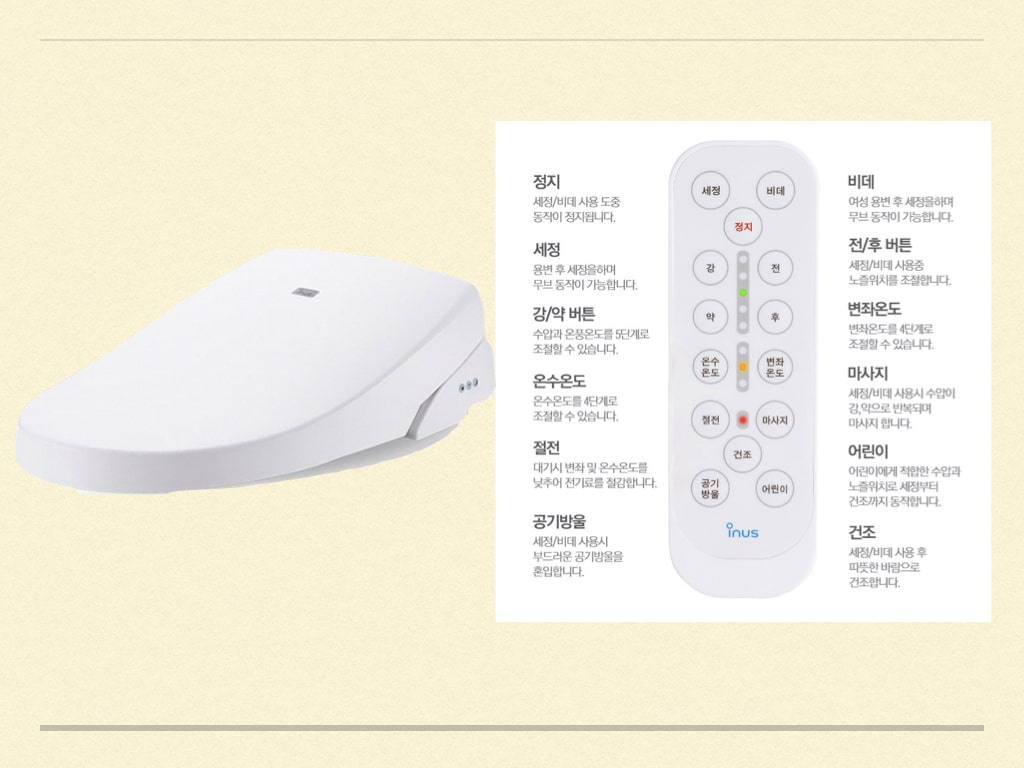 정지
세정/비데 사용 도중
동작이 정지됩니다.
세정
용변 후 세정을하며
무브 동작이 가능합니다.
강/약 버튼
수압과 온풍온도를 5단계로
조절할 수 있습니다.
온수온도
온수온도를 4단계로
조절할 수 있습니다.
절전
대기시 변좌 및 온수온도를
낮추어 전기료를 절감합니다.
공기방울
세정/비데 사용시
부드러운 공기방울을
혼입합니다.
세정
비데
정지
강
전
약
후
온수
온도
변좌
온도
절전
마사지
건조
공기
방울
어린이
inus
비데
여성 용변 후 세정을하며
무브 동작이 가능합니다.
전/후 버튼
세정/비데 사용중
노즐위치를 조절합니다.
변좌온도
변좌온도를 4단계로
조절할 수 있습니다.
마사지
세정/비데 사용시 수압이
강,약으로 반복되며
마사지 합니다.
어린이
어린이에게 적합한 수압과
노즐위치로 세정부터
건조까지 동작합니다.
건조
세정/비데 사용 후
따뜻한 바람으로
건조합니다.